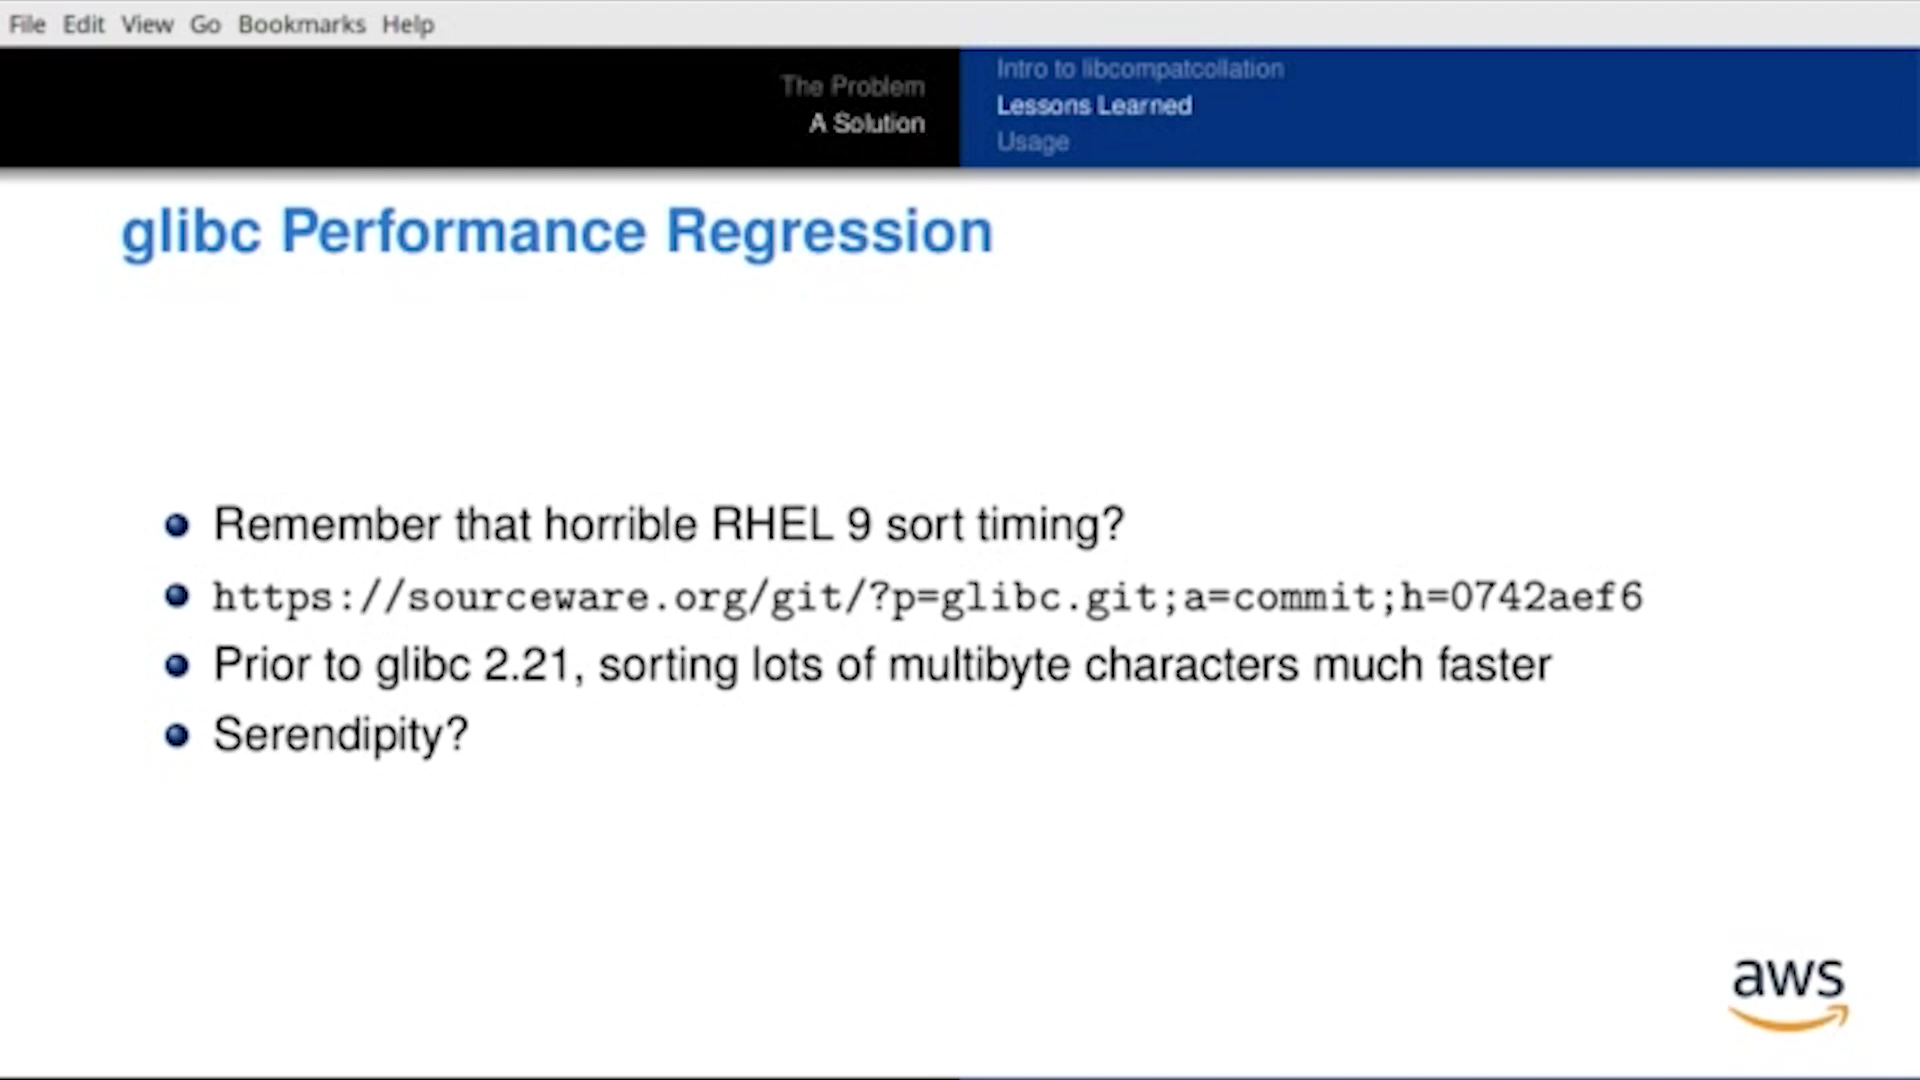 File Edit View Go Bookmarks Help
The Problem
A Solution
Intro to libcompatcollation
Lessons Learned
Usage
glibc Performance Regression
Remember that horrible RHEL 9 sort timing?
https://sourceware.org/git/?p=glibc.git;a=commit;h=0742aef6
Prior to glibc 2.21, sorting lots of multibyte characters much faster
Serendipity?
aws